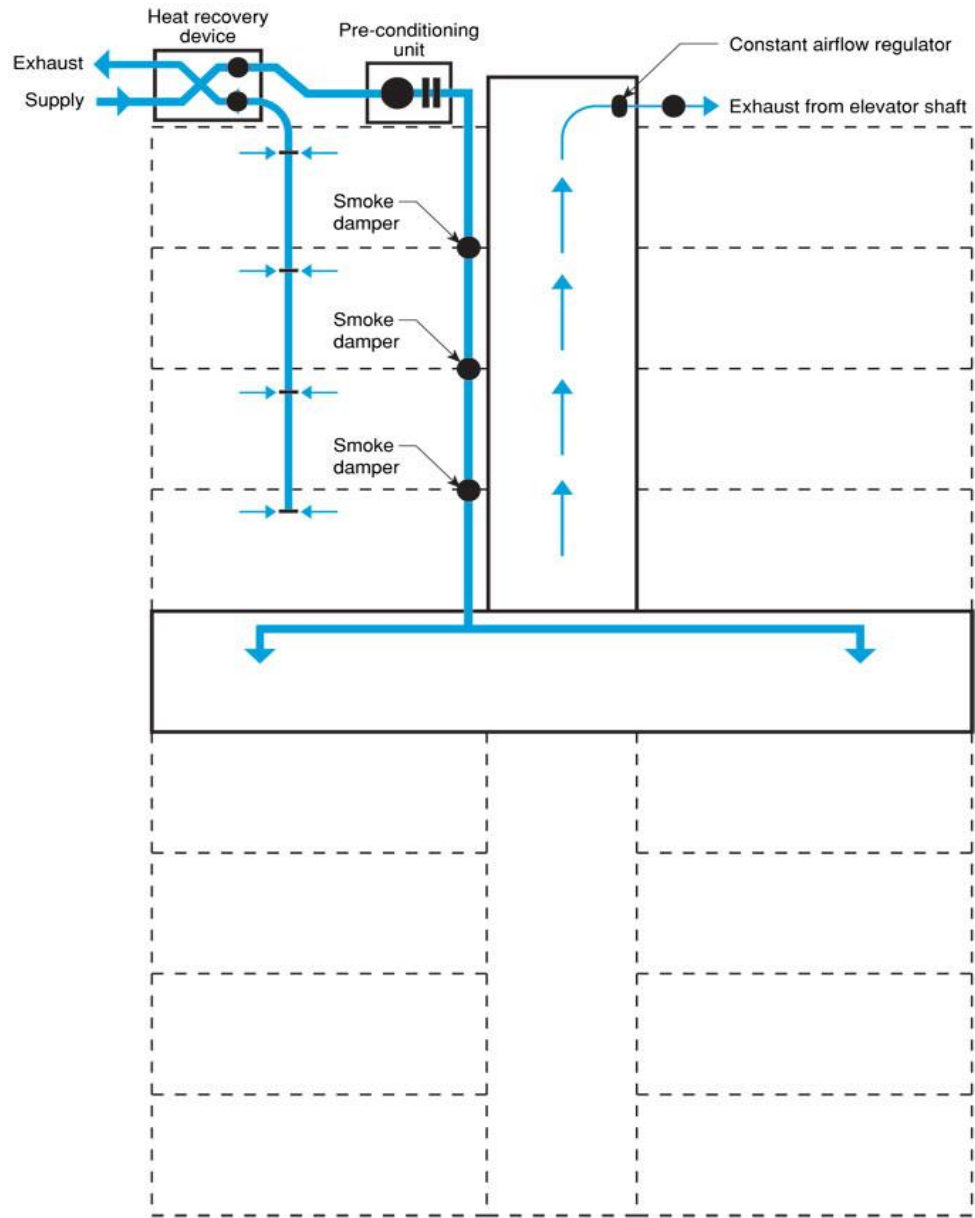 Heat recovery
device
Pre-conditioning
unit
Constant airflow regulator
Exhaust
Supply
Exhaust from elevator shaft
Smoke
damper
Smoke
damper
Smoke
damper